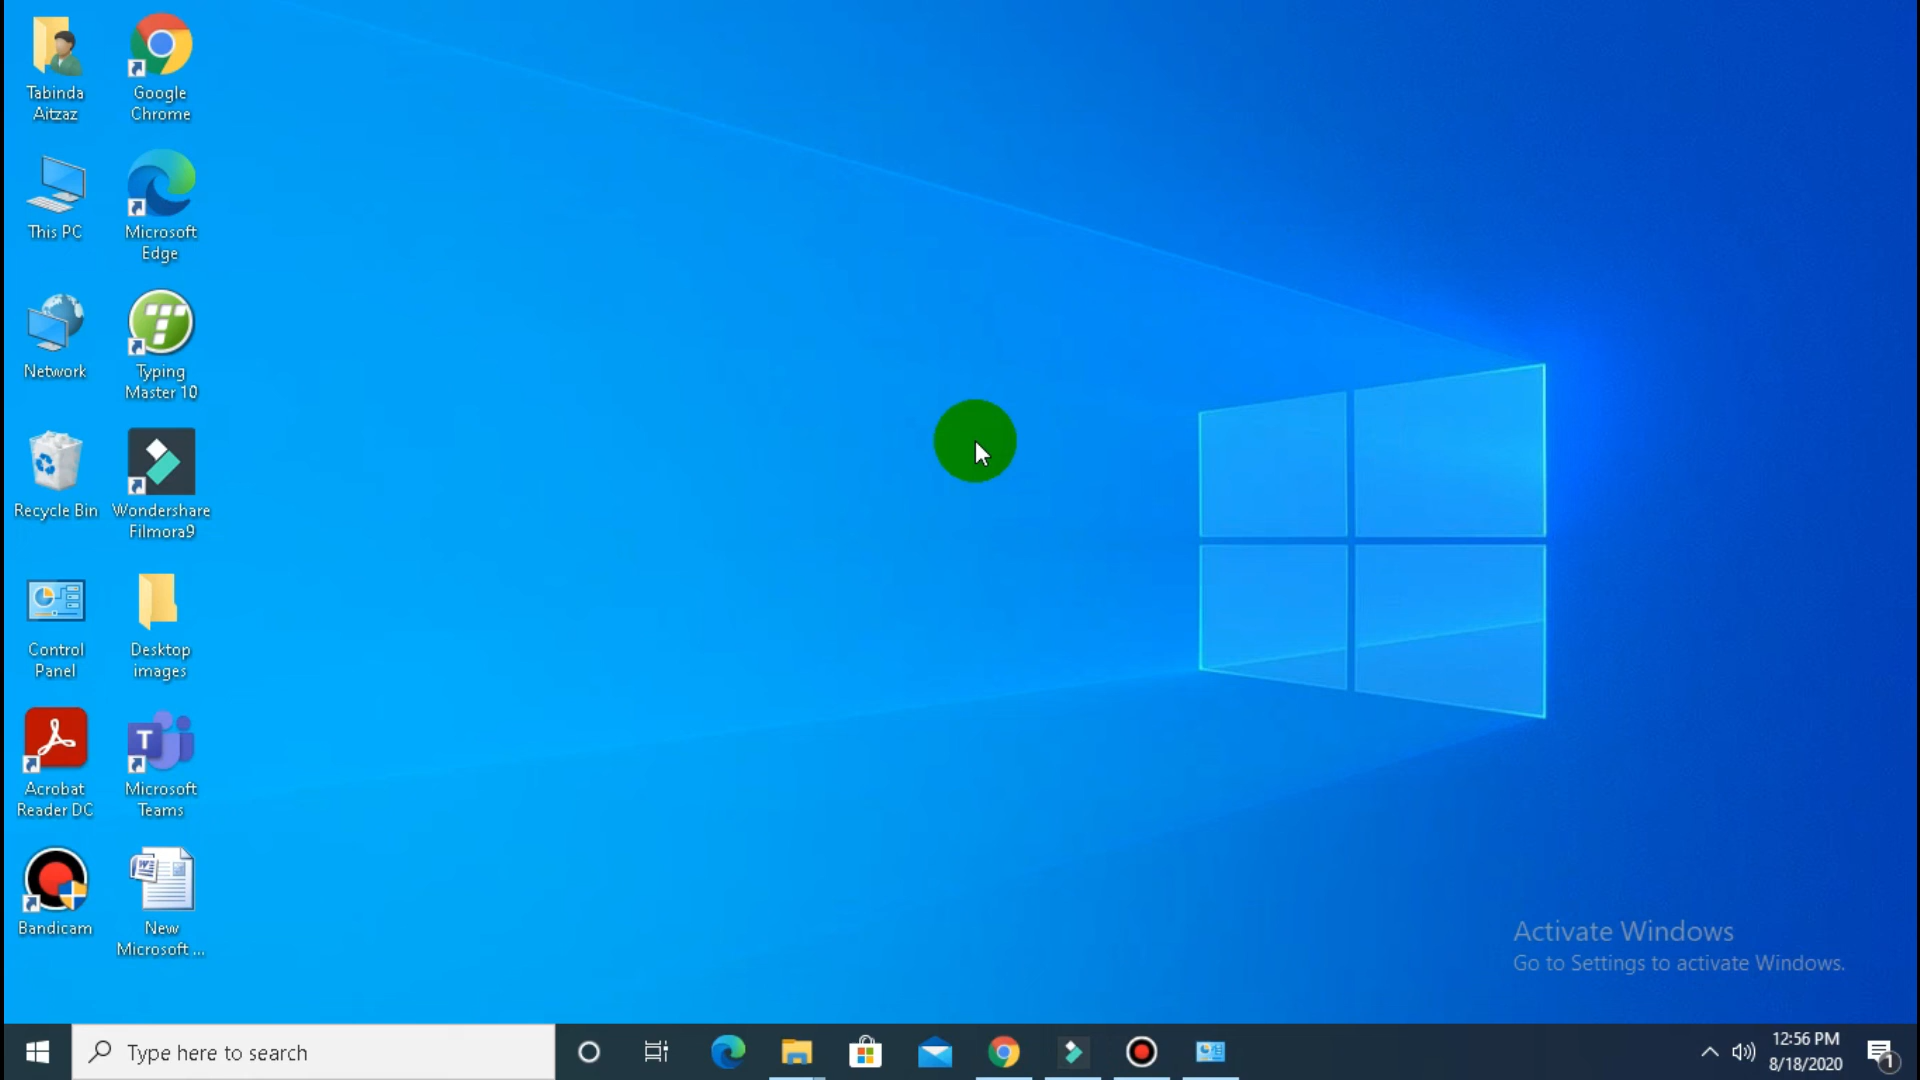 Tabinda
Aitzaz
Google
Chrome
This PC
Microsoft
Edge
Network
Typing
Master 10
Recycle Bin
Wondershare
Filmora9
Control
Panel
Desktop
images
Acrobat
Reader DC
Microsoft
Teams
Bandicam
New
Microsoft ...
Activate Windows
Go to Settings to activate Windows.
Type here to search
12:56 PM
8/18/2020
1